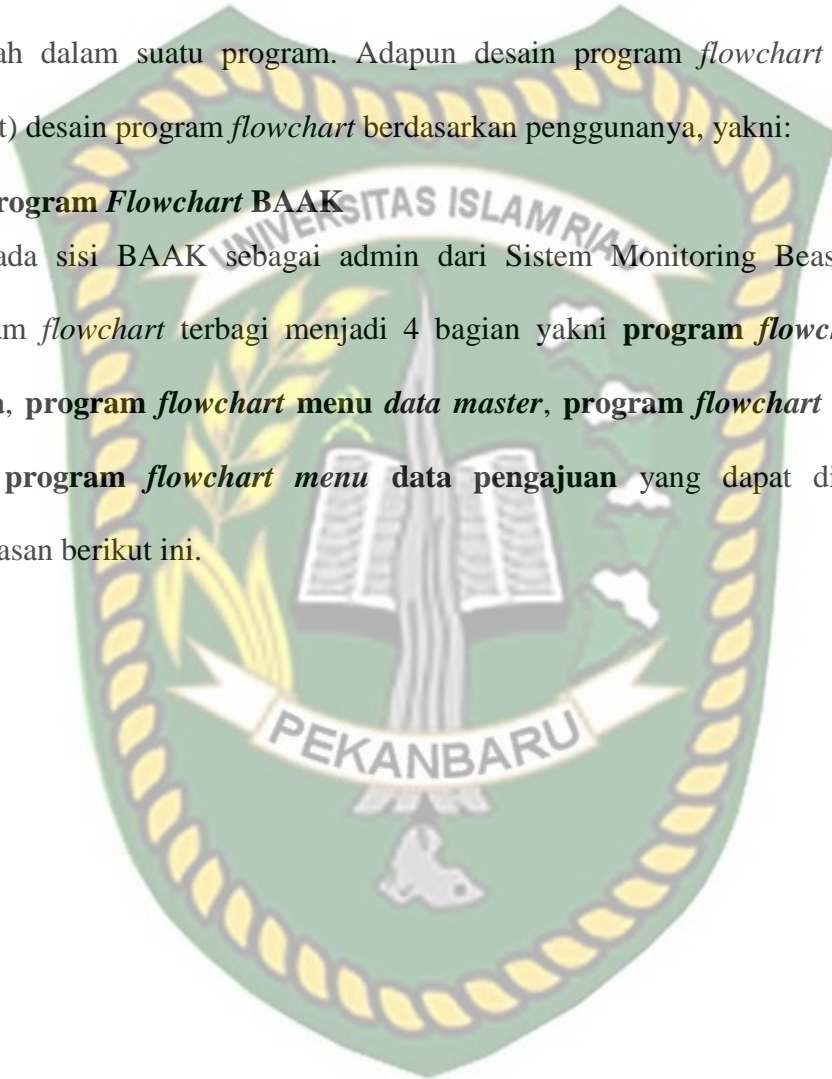 ah dalam suatu program. Adapun desain program flowchart
t) desain program flowchart berdasarkan penggunanya, yakni:
rogram Flowchart BAAK
UNIVERSITAS ISLAM RIAU
ada sisi BAAK sebagai admin dari Sistem Monitoring Beas
am flowchart terbagi menjadi 4 bagian yakni program flowch
a, program flowchart menu data master, program flowchart
program flowchart menu data pengajuan yang dapat di
asan berikut ini.
PEKANBARU